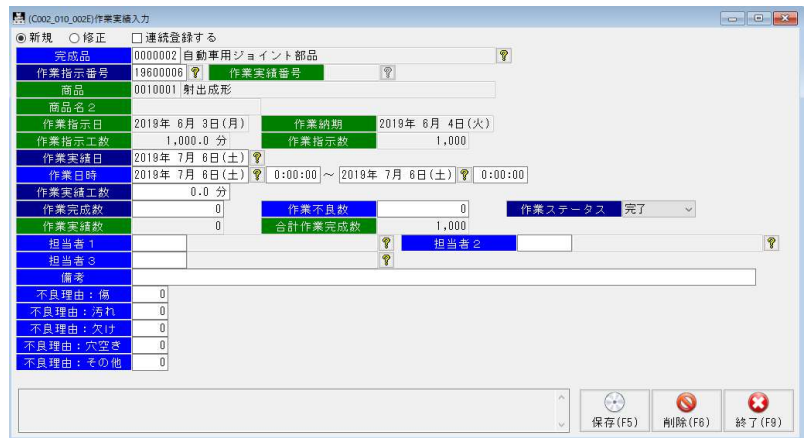 (C002_010_002E)作業実績入力
新規 修正 連続登録する
完成品 0000002 自動車用ジョイント部品 ?
作業指示番号 19600006 ? 作業実績番号 ?
商品 0010001 射出成形
商品名2
作業指示日 2019年 6月 3日(月) 作業納期 2019年 6月 4日(火)
作業指示工数 1,000.0 分 作業指示数 1,000
作業実績日 2019年 7月 6日(土) ?
作業日時 2019年 7月 6日(土) ? 0:00:00 ~ 2019年 7月 6日(土) ? 0:00:00
作業実績工数 0.0 分
作業完成数 0 作業不良数 0 作業ステータス 完了
作業実績数 0 合計作業完成数 1,000
担当者1 ? 担当者2 ?
担当者3 ?
備考
不良理由:傷 0
不良理由:汚れ 0
不良理由:欠け 0
不良理由:穴空き 0
不良理由:その他 0
保存(F5) 削除(F6) 終了(F9)